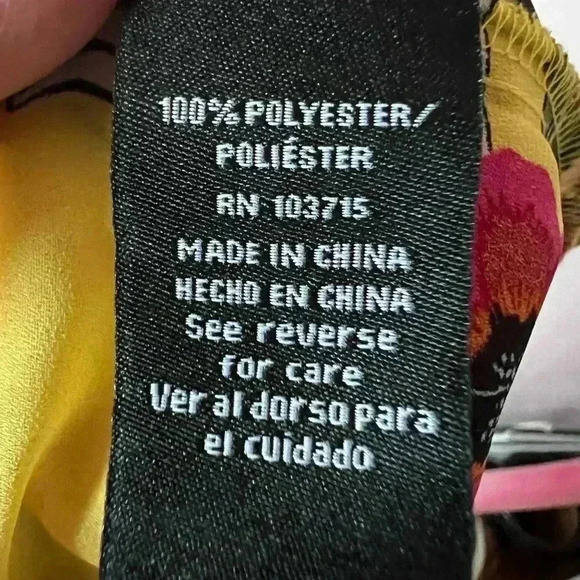 100% POLYESTER/
POLIÉSTER
RN 103715
MADE IN CHINA
HECHO EN CHINA
See reverse
for care
Ver al dorso para
el cuidado